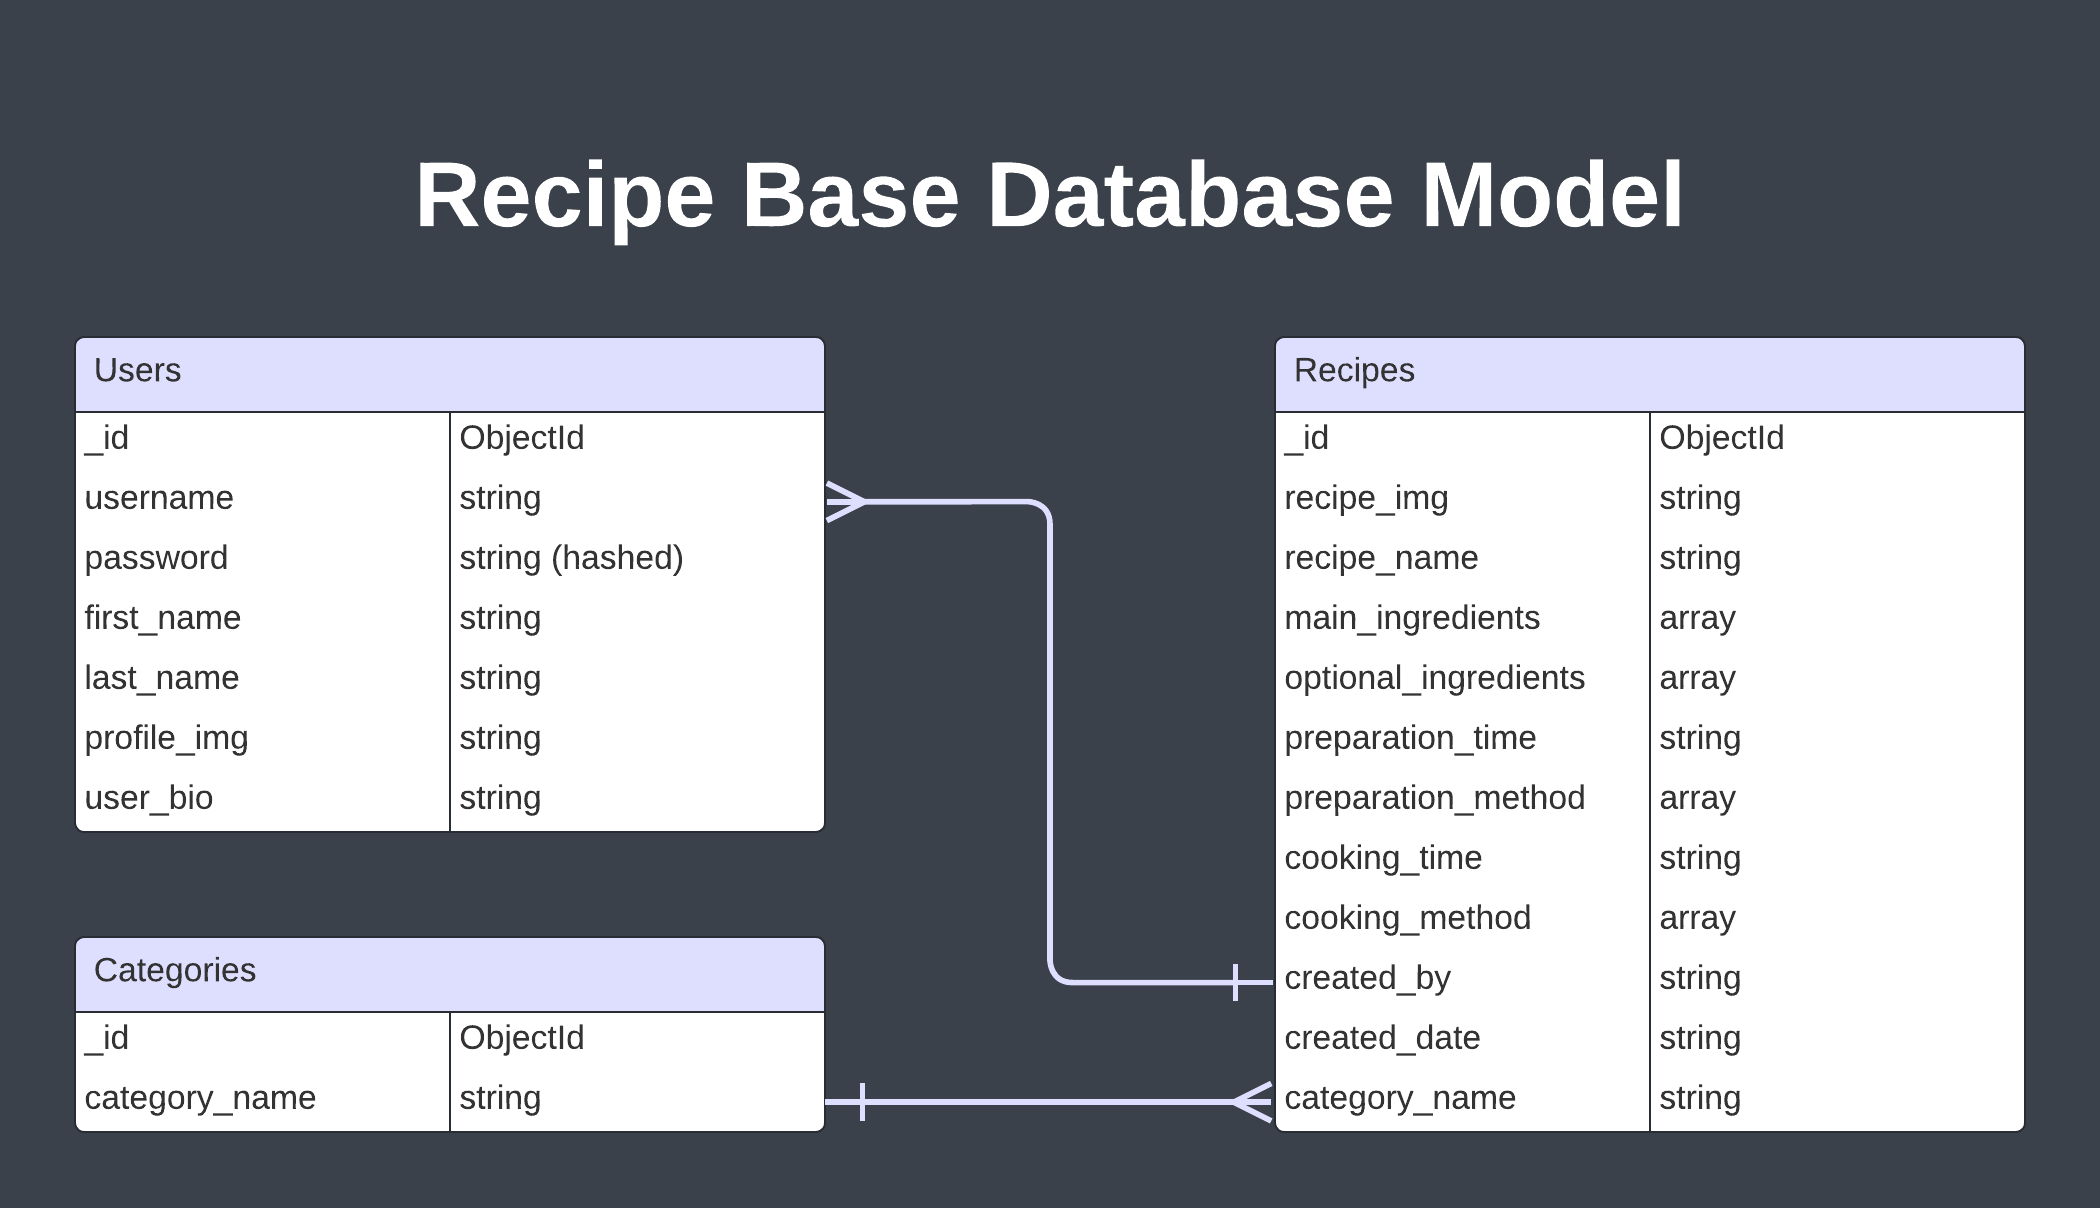 Recipe Base Database Model
Users
_id ObjectId
username string
password string (hashed)
first_name string
last_name string
profile_img string
user_bio string
Categories
_id ObjectId
category_name string
Recipes
_id ObjectId
recipe_img string
recipe_name string
main_ingredients array
optional_ingredients array
preparation_time string
preparation_method array
cooking_time string
cooking_method array
created_by string
created_date string
category_name string